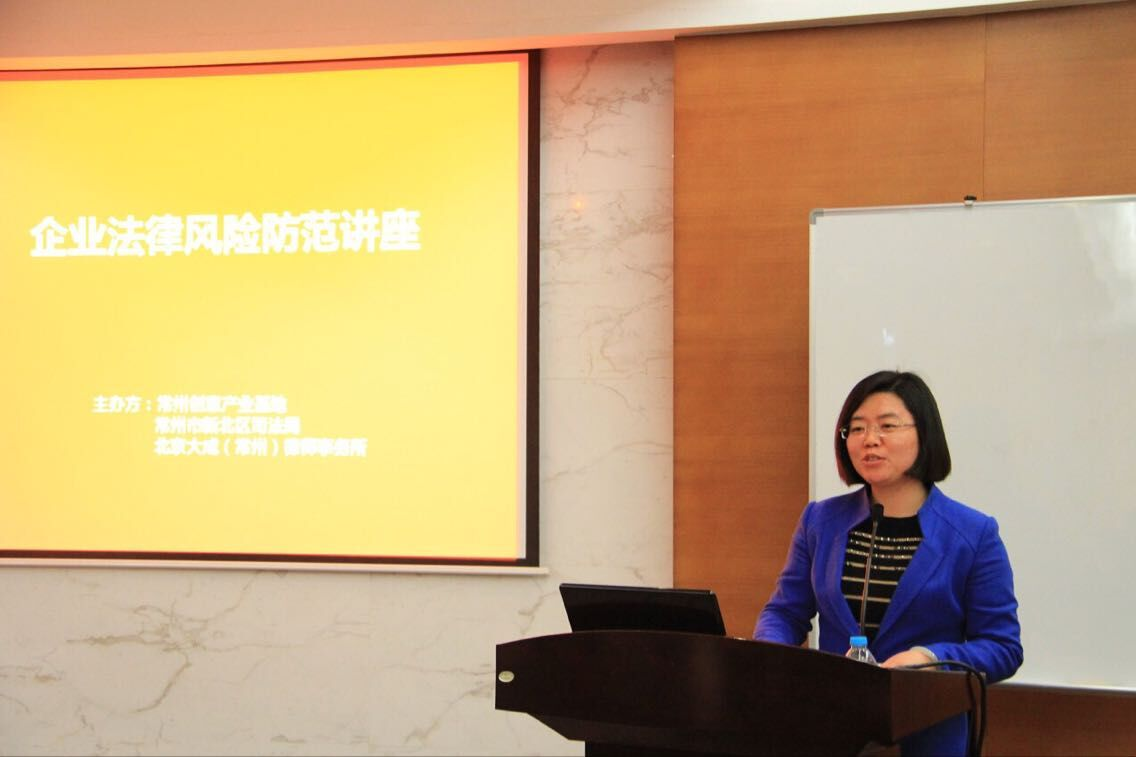 企业法律风险防范讲座
主办方：常州创意产业基地
常州市新北区司法局
北京大成（常州）律师事务所